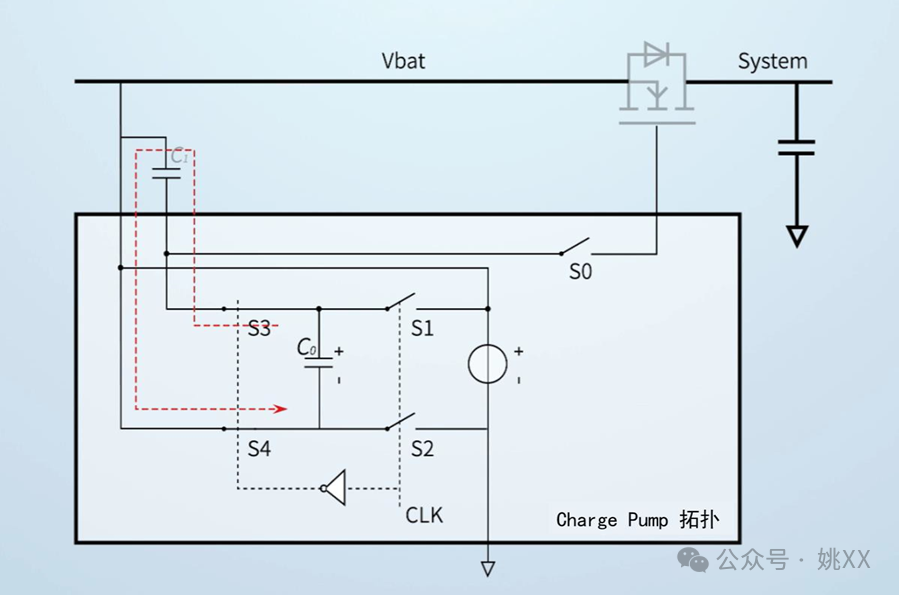 Vbat
System
C₁
S0
S3
S1
C₀
+
+
-
-
S4
S2
CLK
Charge Pump 拓扑
公众号 · 姚XX